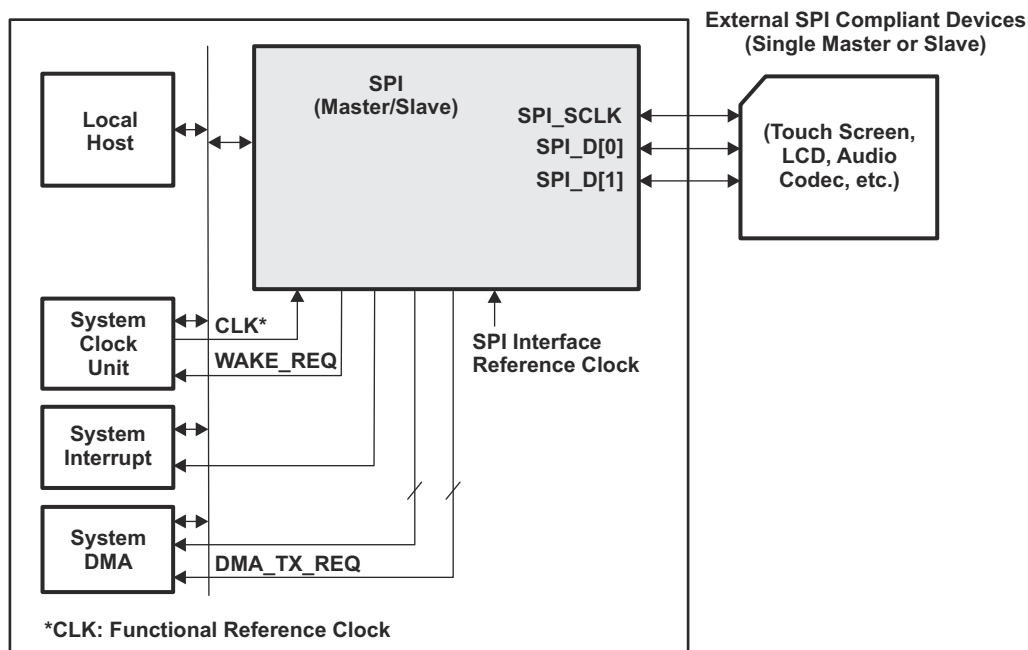 External SPI Compliant Devices
(Single Master or Slave)
SPI
(Master/Slave)
Local
Host
SPI_SCLK
SPI_D[0]
SPI_D[1]
(Touch Screen,
LCD, Audio
Codec, etc.)
System
Clock
Unit
CLK*
WAKE_REQ
SPI Interface
Reference Clock
System
Interrupt
System
DMA
DMA_TX_REQ
*CLK: Functional Reference Clock